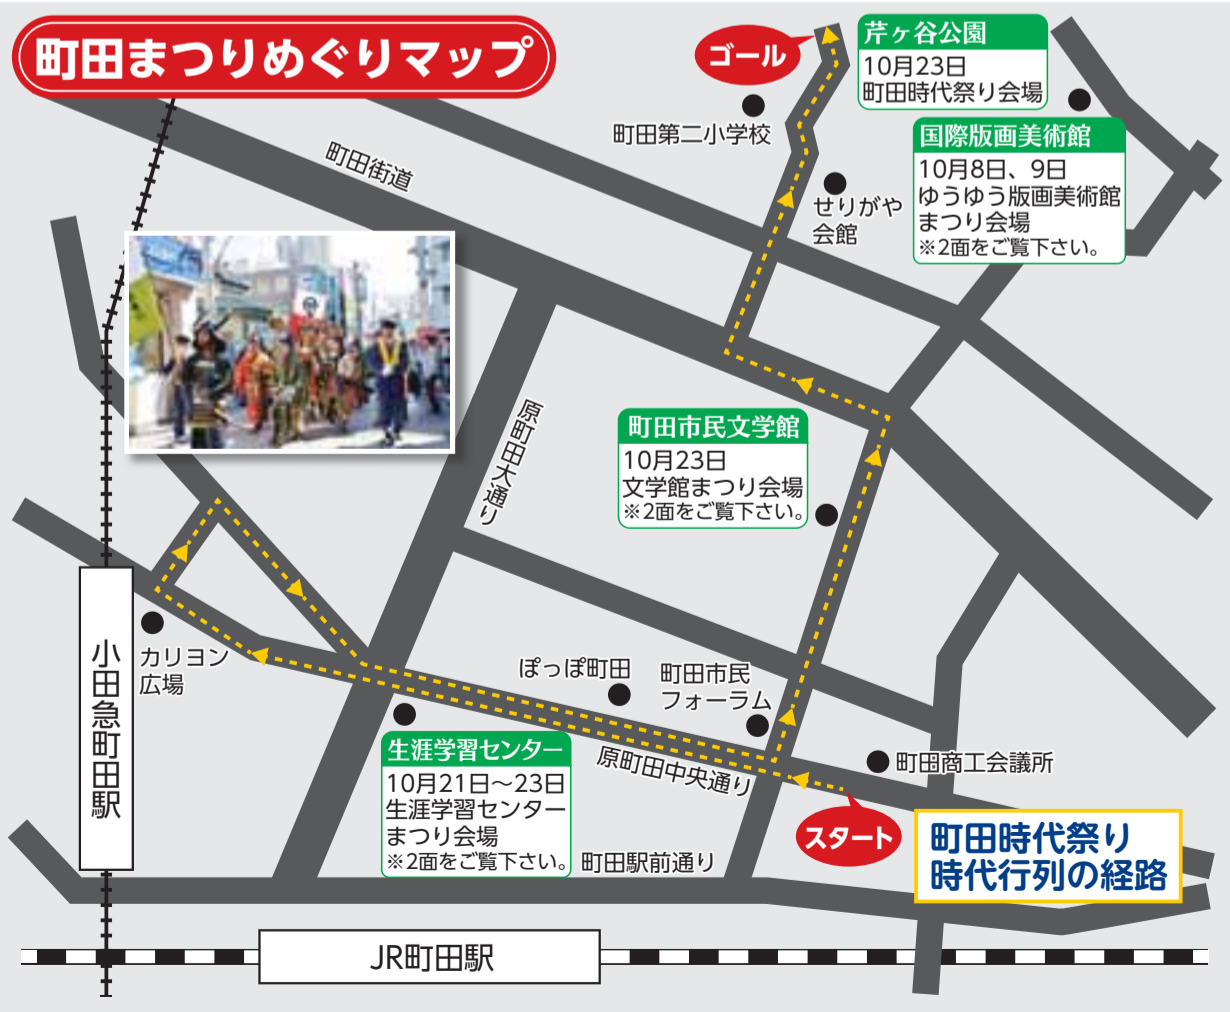 町田まつりめぐりマップ
ゴール
芹ヶ谷公園
10月23日
町田時代祭り会場
町田第二小学校
国際版画美術館
10月8日、9日
ゆうゆう版画美術館
まつり会場
※2面をご覧下さい。
町田街道
せりがや
会館
原町田大通り
町田市民文学館
10月23日
文学館まつり会場
※2面をご覧下さい。
小田急町田駅
カリヨン
広場
ぽっぽ町田
町田市民
フォーラム
生涯学習センター
10月21日〜23日
生涯学習センター
まつり会場
※2面をご覧下さい。
原町田中央通り
町田商工会議所
スタート
町田時代祭り
時代行列の経路
町田駅前通り
JR町田駅